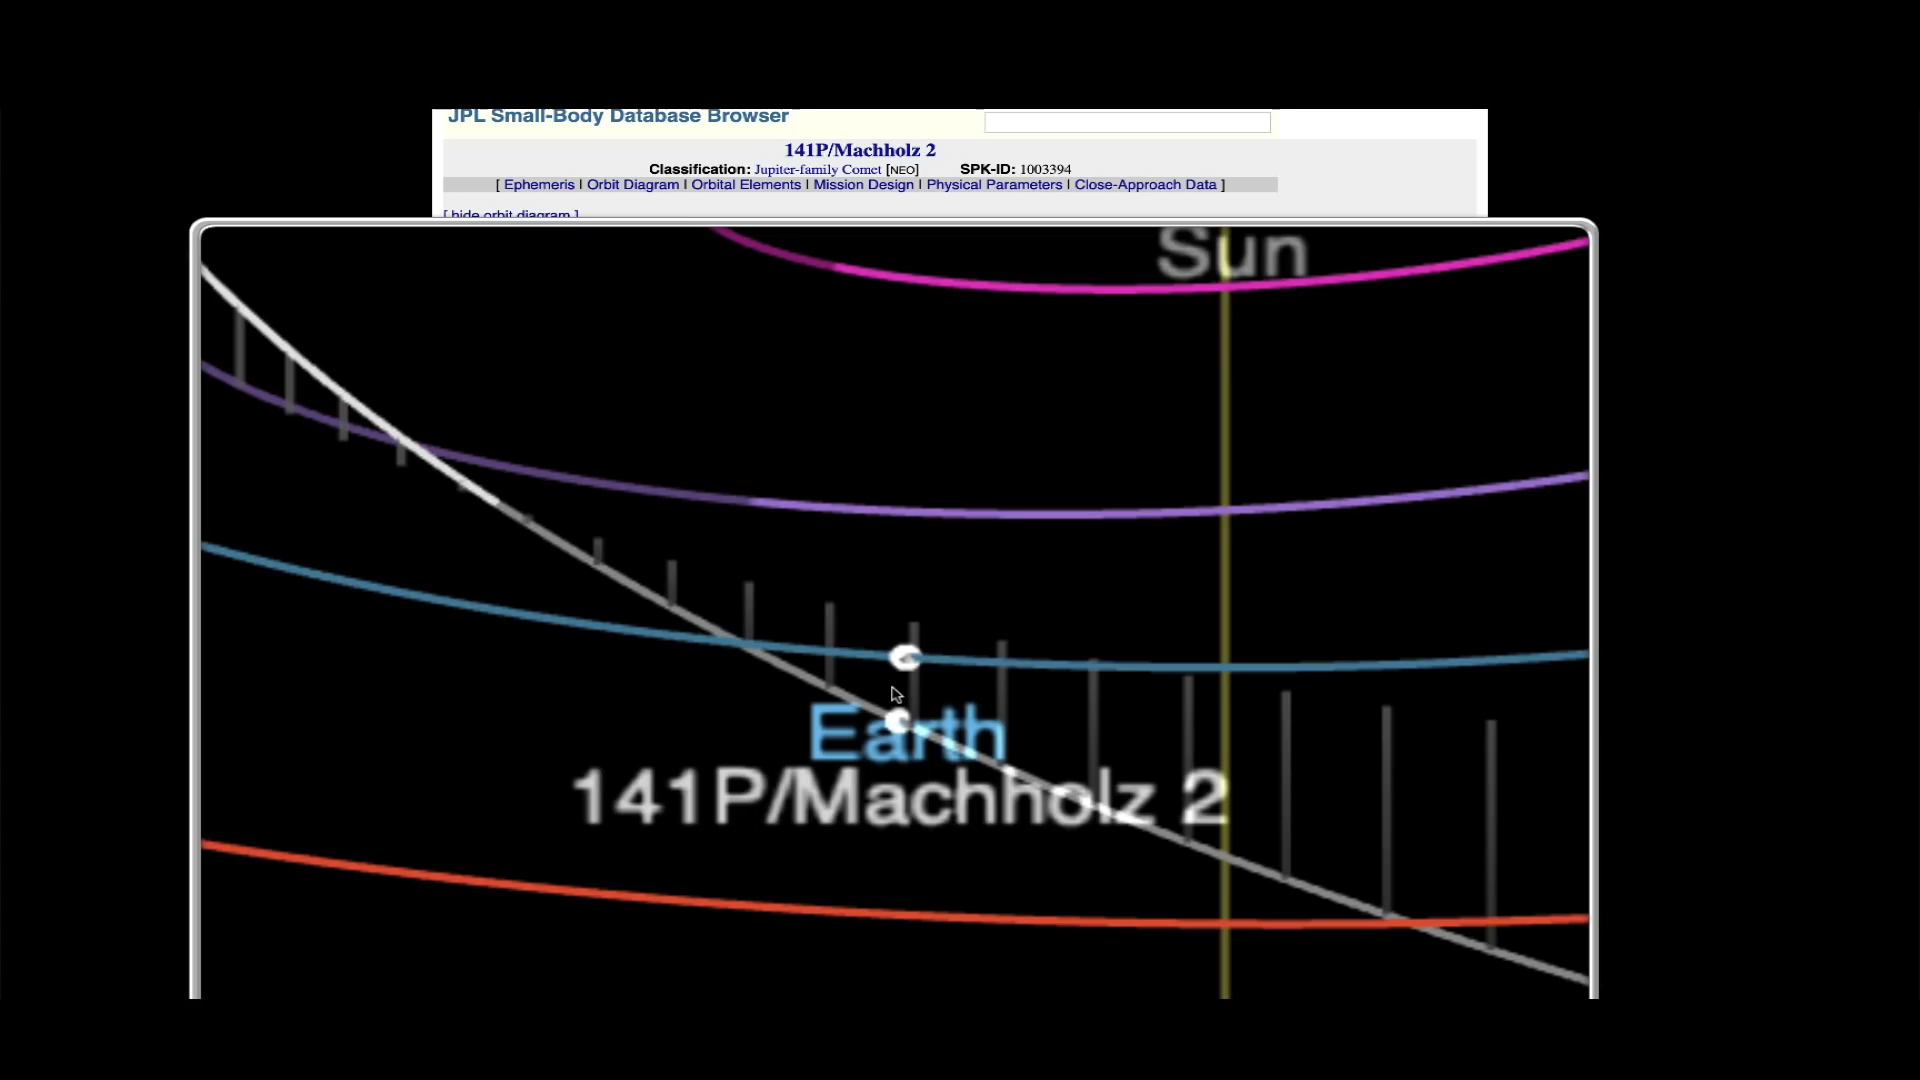 JPL Small-Body Database Browser
141P/Machholz 2
Classification: Jupiter-family Comet [NEO] SPK-ID: 1003394
[ Ephemeris | Orbit Diagram | Orbital Elements | Mission Design | Physical Parameters | Close-Approach Data ]
[ hide orbit diagram ]
Sun
Earth
141P/Machholz 2